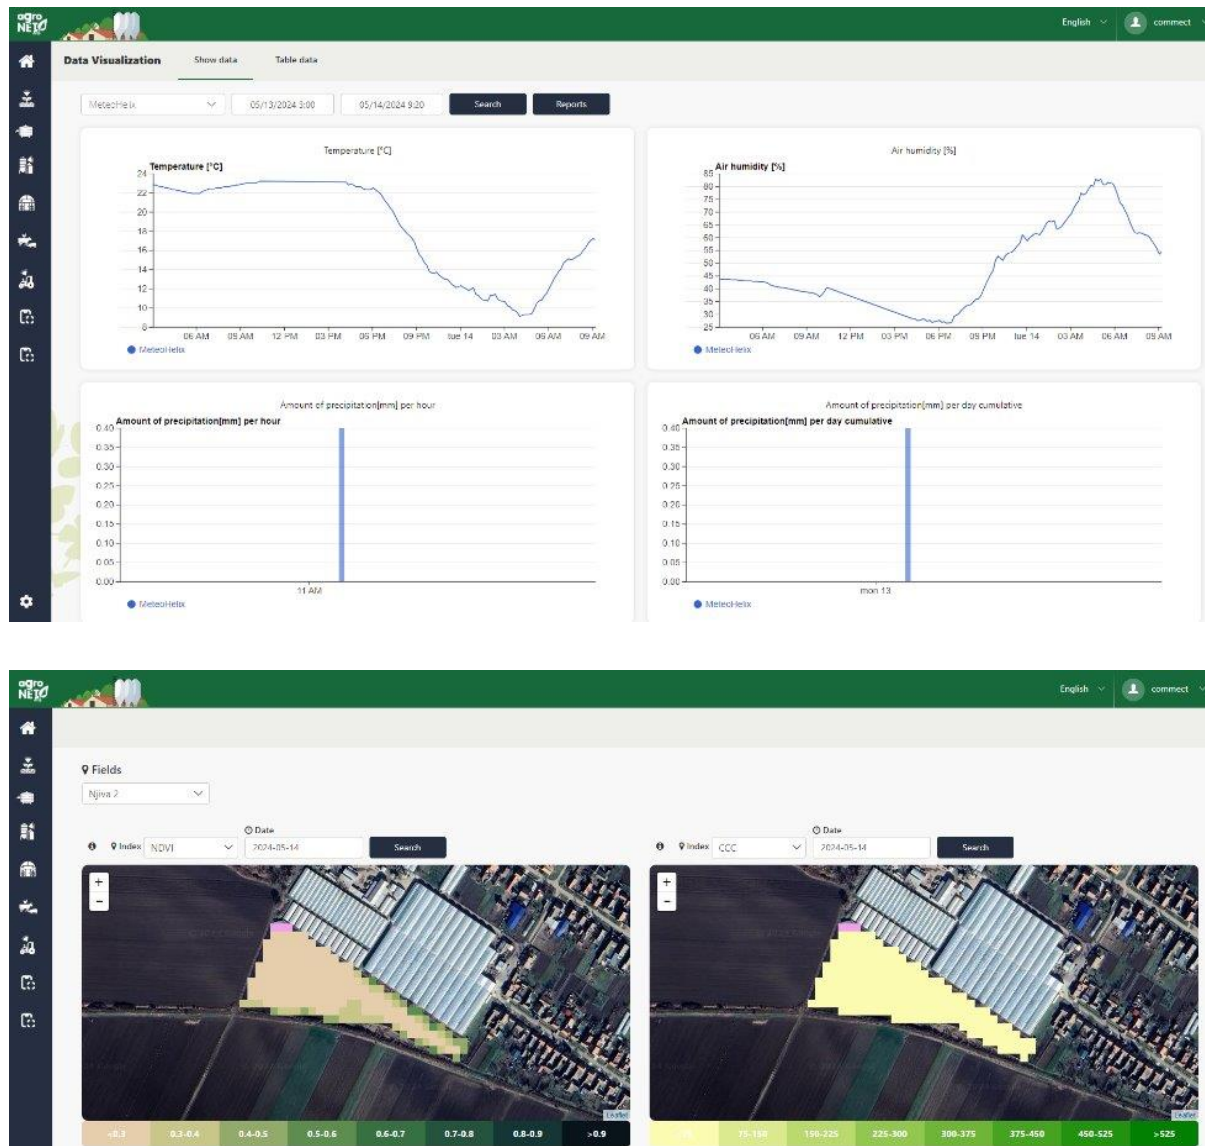 agro
NET
English
commect
Data Visualization Show data Table data
MeteoHelix 05/13/2024 3:00 05/14/2024 9:20 Search Reports
Temperature [°C]
Temperature [°C]
24
22
20
18
16
14
12
10
8
06 AM 09 AM 12 PM 03 PM 06 PM 09 PM tue 14 03 AM 06 AM 09 AM
MeteoHelix
Air humidity [%]
Air humidity [%]
85
80
75
70
65
60
55
50
45
40
35
30
25
06 AM 09 AM 12 PM 03 PM 06 PM 09 PM tue 14 03 AM 06 AM 09 AM
MeteoHelix
Amount of precipitation[mm] per hour
Amount of precipitation[mm] per hour
0.40
0.35
0.30
0.25
0.20
0.15
0.10
0.05
0.00
11 AM
MeteoHelix
Amount of precipitation[mm] per day cumulative
Amount of precipitation[mm] per day cumulative
0.40
0.35
0.30
0.25
0.20
0.15
0.10
0.05
0.00
mon 13
MeteoHelix
agro
NET
English
commect
Fields
Njiva 2
Index NDVI Date 2024-05-14 Search
+
-
Leaflet
<0.3 0.3-0.4 0.4-0.5 0.5-0.6 0.6-0.7 0.7-0.8 0.8-0.9 >0.9
Index CCC Date 2024-05-14 Search
+
-
Leaflet
75-150 150-225 225-300 300-375 375-450 450-525 >525